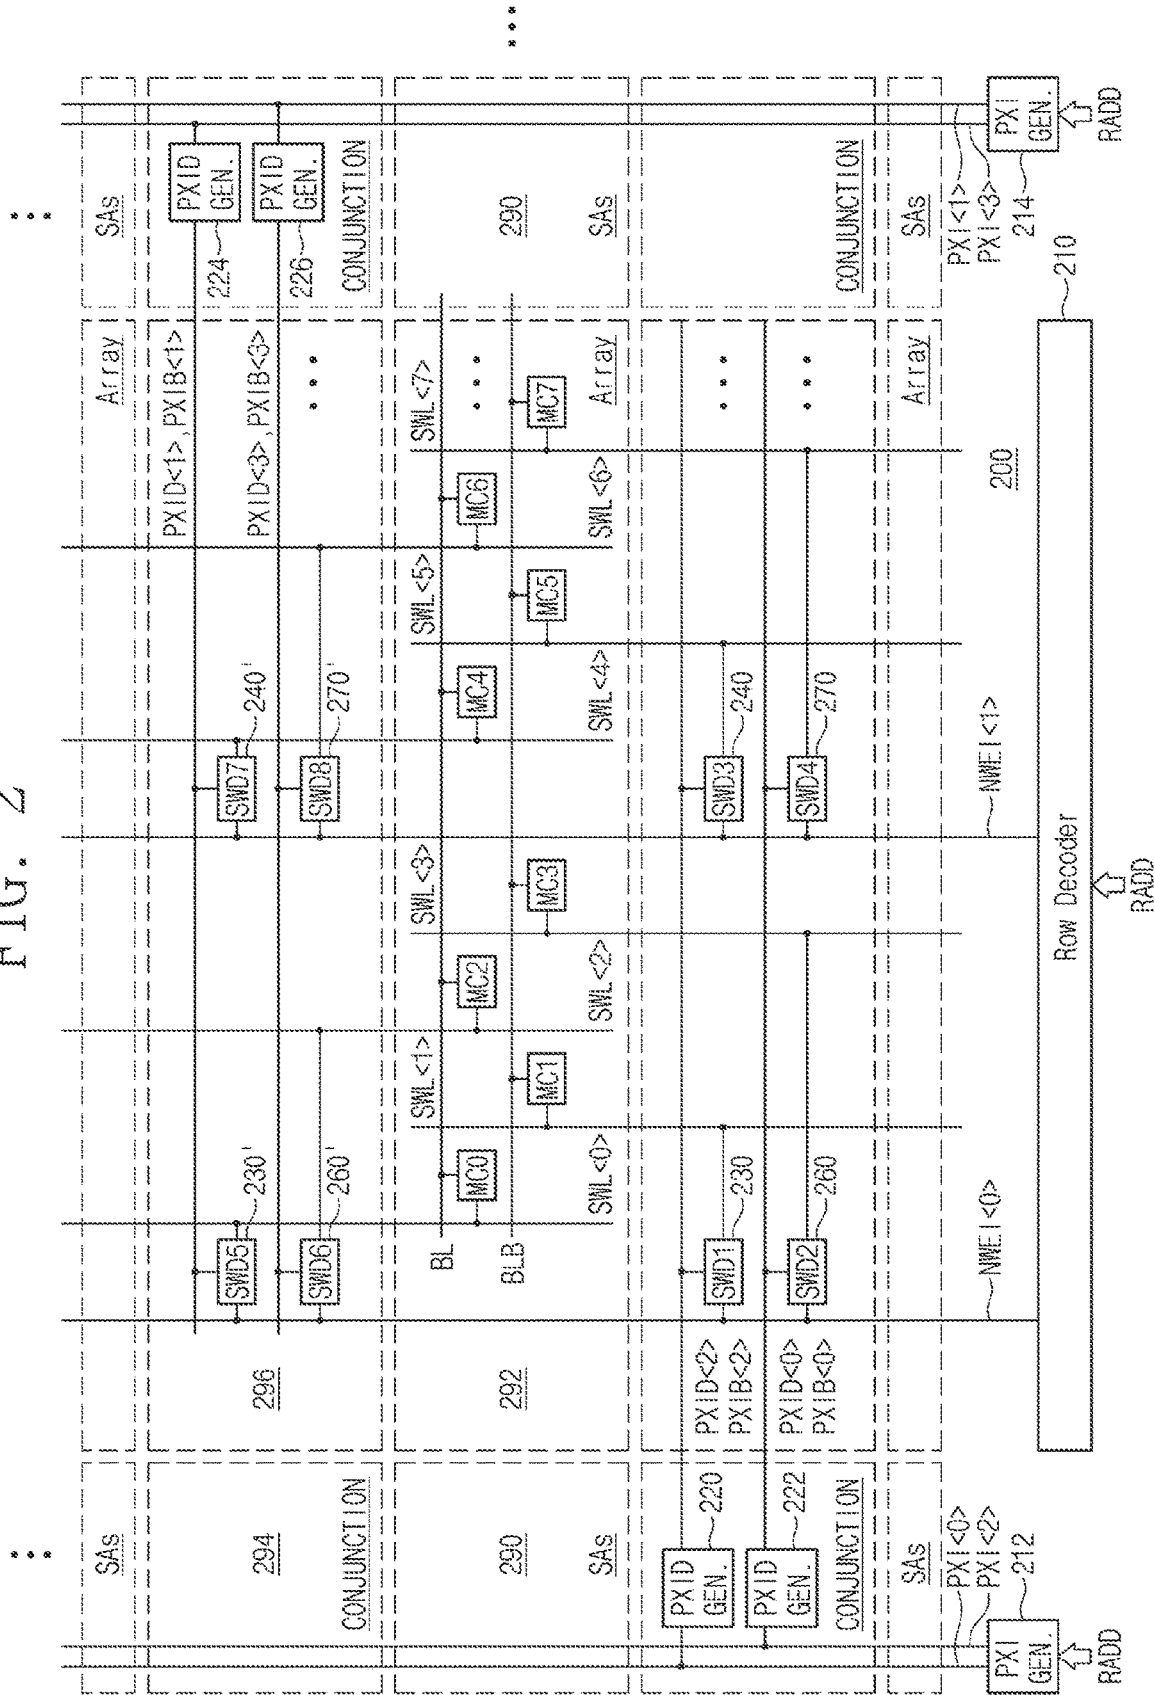 FIG. 2
SAs
Array
SAs
PXID<1>,PXIB<1>
PXID
GEN.
224
SWD5
230'
SWD7
240'
PXID<3>,PXIB<3>
PXID
GEN.
226
294
296
SWD6
260'
SWD8
270'
CONJUNCTION
CONJUNCTION
SWL<1>
SWL<3>
SWL<5>
SWL<7>
BL
MC0
MC2
MC4
MC6
290
292
BLB
290
MC1
MC3
MC5
MC7
SAs
SWL<0>
SWL<2>
SWL<4>
SWL<6>
Array
SAs
PXID
GEN.
220
PXID<2>
PXIB<2>
SWD1
230
SWD3
240
PXID
GEN.
222
PXID<0>
PXIB<0>
SWD2
260
SWD4
270
CONJUNCTION
CONJUNCTION
SAs
Array
SAs
PXI<0>
PXI<2>
NWEI<0>
NWEI<1>
200
PXI<1>
PXI<3>
PXI
GEN.
212
PXI
GEN.
214
Row Decoder
210
RADD
RADD
RADD